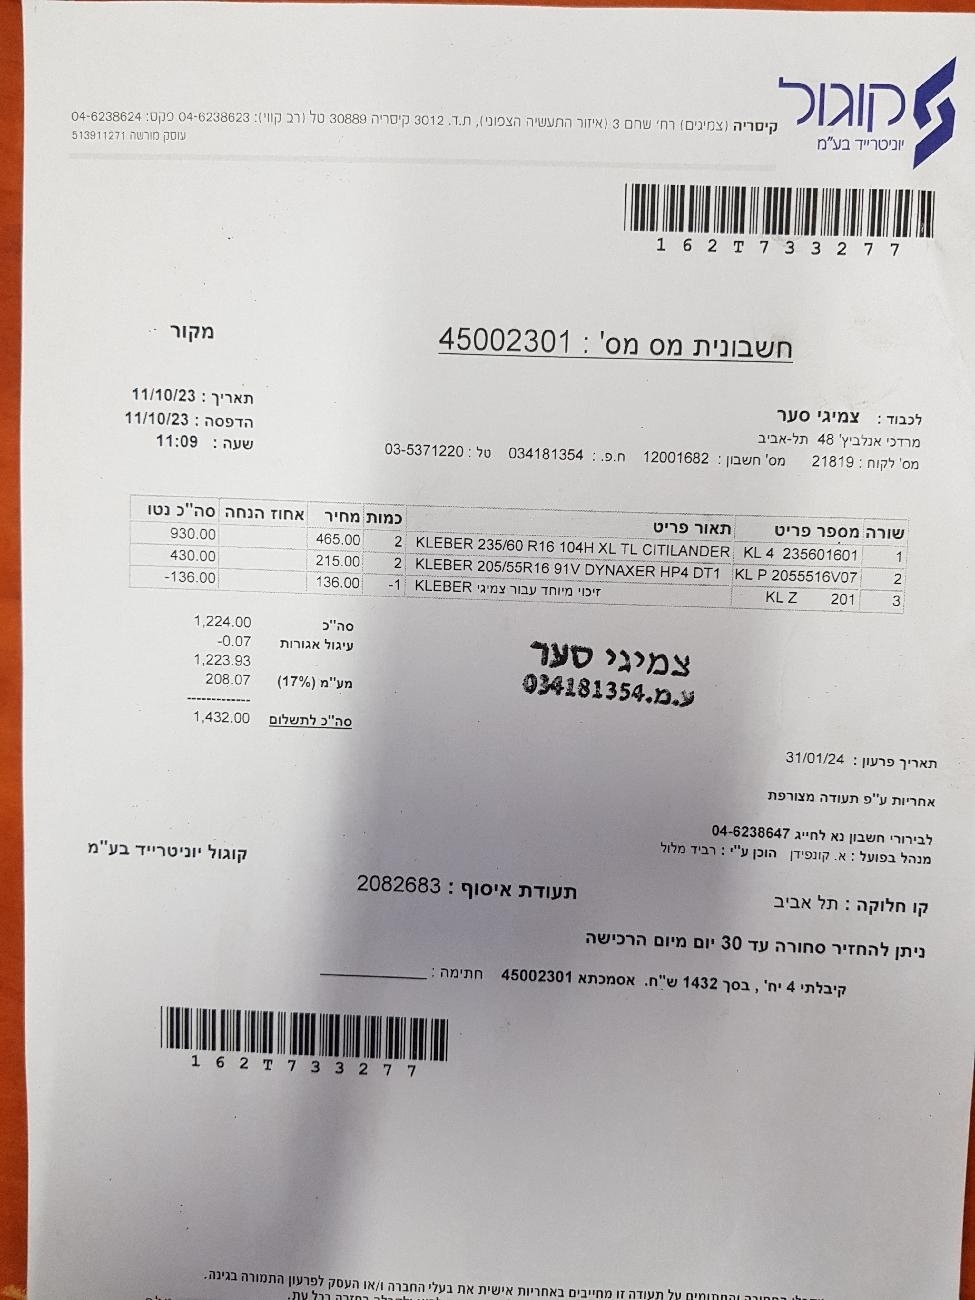 קוגול
יוניטרייד בע"מ
קיסריה (צמיגים) רח' שחם 3 (איזור התעשיה הצפוני), ת.ד. 3012 קיסריה 30889 טל (רב קווי): 04-6238623 פקס: 04-6238624
עוסק מורשה 513911271
162T733277
מקור
חשבונית מס מס' : 45002301
תאריך : 11/10/23
הדפסה : 11/10/23
שעה : 11:09
לכבוד : צמיגי סער
מרדכי אנלביץ' 48 תל-אביב
מס' לקוח : 21819 מס' חשבון : 12001682 ח.פ. : 034181354 טל : 03-5371220
שורה מספר פריט תאור פריט כמות מחיר אחוז הנחה סה"כ נטו
1 KL 4 235601601 KLEBER 235/60 R16 104H XL TL CITILANDER 2 465.00 930.00
2 KL P 2055516V07 KLEBER 205/55R16 91V DYNAXER HP4 DT1 2 215.00 430.00
3 KL Z 201 זיכוי מיוחד עבור צמיגי KLEBER -1 136.00 -136.00
סה"כ 1,224.00
עיגול אגורות -0.07
1,223.93
מע"מ (17%) 208.07
-------------
סה"כ לתשלום 1,432.00
צמיגי סער
ע.מ.034181354
תאריך פרעון : 31/01/24
אחריות ע"פ תעודה מצורפת
לבירורי חשבון נא לחייג 04-6238647
מנהל בפועל : א. קונפידן הוכן ע"י : רביד מלול
קוגול יוניטרייד בע"מ
קו חלוקה : תל אביב
תעודת איסוף : 2082683
ניתן להחזיר סחורה עד 30 יום מיום הרכישה
קיבלתי 4 יח' , בסך 1432 ש"ח. אסמכתא 45002301 חתימה : ____________
162T733277
והחתומים על תעודה זו מחייבים באחריות אישית את בעלי החברה ו/או העסק לפרעון התמורה בגינה.
בחזרה בכל עת.